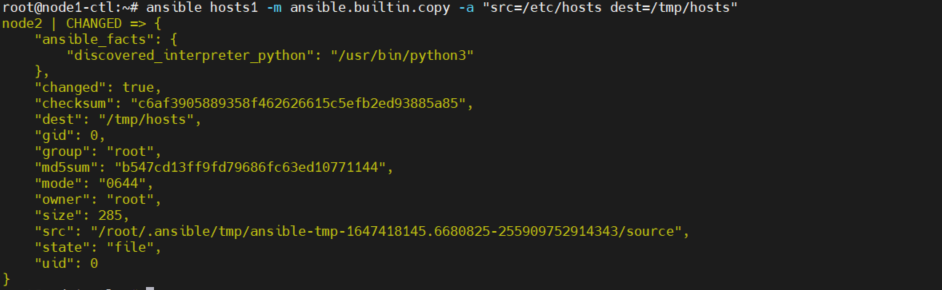 root@node1-ctl:~# ansible hosts1 -m ansible.builtin.copy -a "src=/etc/hosts dest=/tmp/hosts"
node2 | CHANGED => {
    "ansible_facts": {
        "discovered_interpreter_python": "/usr/bin/python3"
    },
    "changed": true,
    "checksum": "c6af3905889358f462626615c5efb2ed93885a85",
    "dest": "/tmp/hosts",
    "gid": 0,
    "group": "root",
    "md5sum": "b547cd13ff9fd79686fc63ed10771144",
    "mode": "0644",
    "owner": "root",
    "size": 285,
    "src": "/root/.ansible/tmp/ansible-tmp-1647418145.6680825-255909752914343/source",
    "state": "file",
    "uid": 0
}